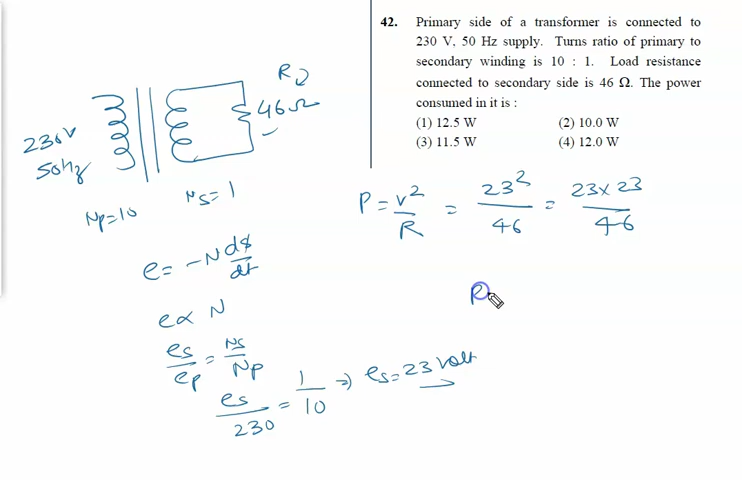 42. Primary side of a transformer is connected to
230 V, 50 Hz supply. Turns ratio of primary to
secondary winding is 10 : 1. Load resistance
connected to secondary side is 46 Ω. The power
consumed in it is :
(1) 12.5 W (2) 10.0 W
(3) 11.5 W (4) 12.0 W
R
46Ω
230V
50Hz
Np=10 Ns=1
P = V²/R = 23²/46 = 23×23/46
e = -N dϕ/dt
e ∝ N
es/ep = Ns/Np
es/230 = 1/10 ⇒ es = 23 volt
P